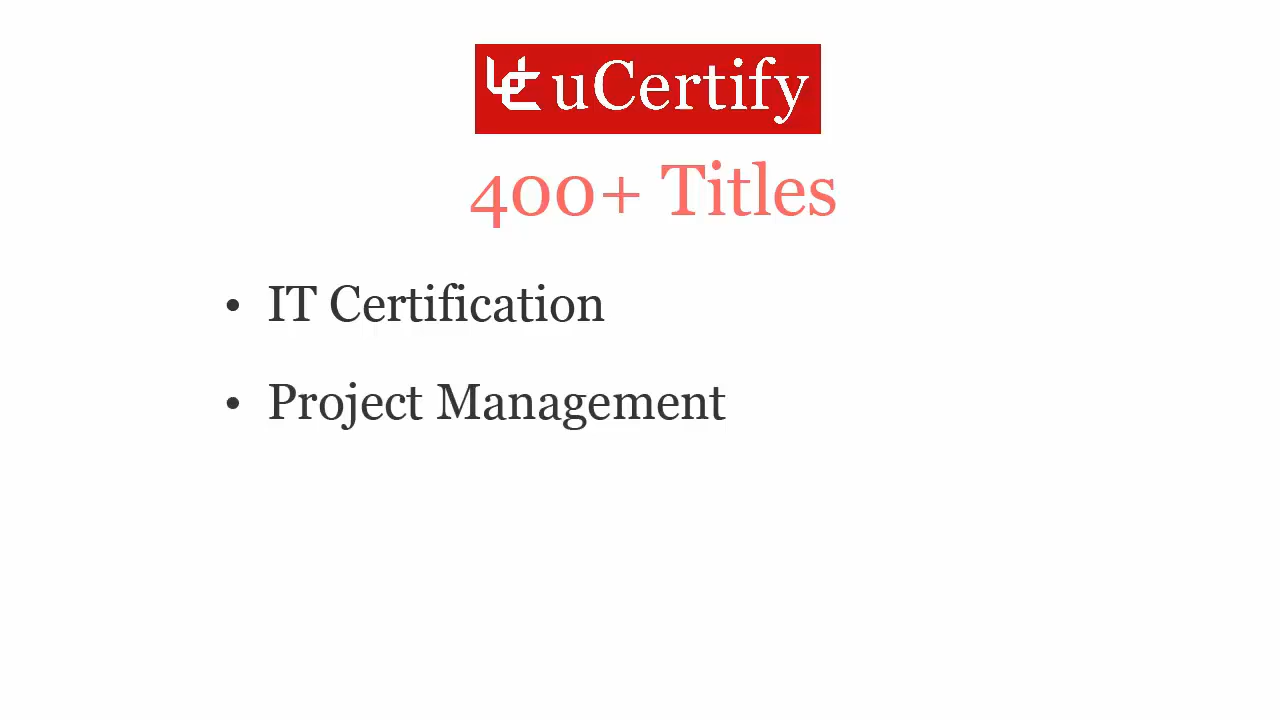 uCertify
400+ Titles
• IT Certification
• Project Management